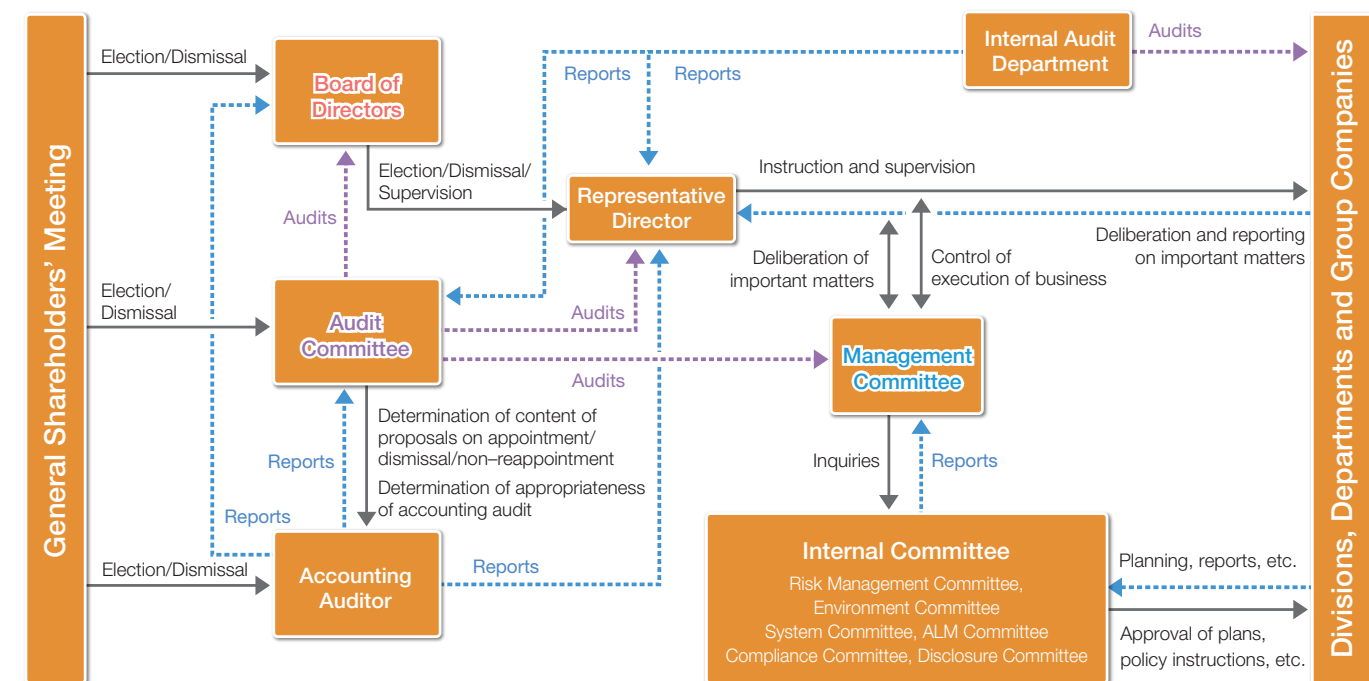 General Shareholders’ Meeting
Election/Dismissal
Board of
Directors
Reports
Reports
Internal Audit
Department
Audits
Divisions, Departments and Group Companies
Election/Dismissal/
Supervision
Audits
Representative
Director
Instruction and supervision
Deliberation and reporting
on important matters
Deliberation of
important matters
Control of
execution of business
Election/
Dismissal
Audit
Committee
Audits
Audits
Management
Committee
Determination of content of
proposals on appointment/
dismissal/non–reappointment
Determination of appropriateness
of accounting audit
Reports
Reports
Inquiries
Reports
Election/Dismissal
Accounting
Auditor
Reports
Internal Committee
Risk Management Committee,
Environment Committee
System Committee, ALM Committee
Compliance Committee, Disclosure Committee
Planning, reports, etc.
Approval of plans,
policy instructions, etc.